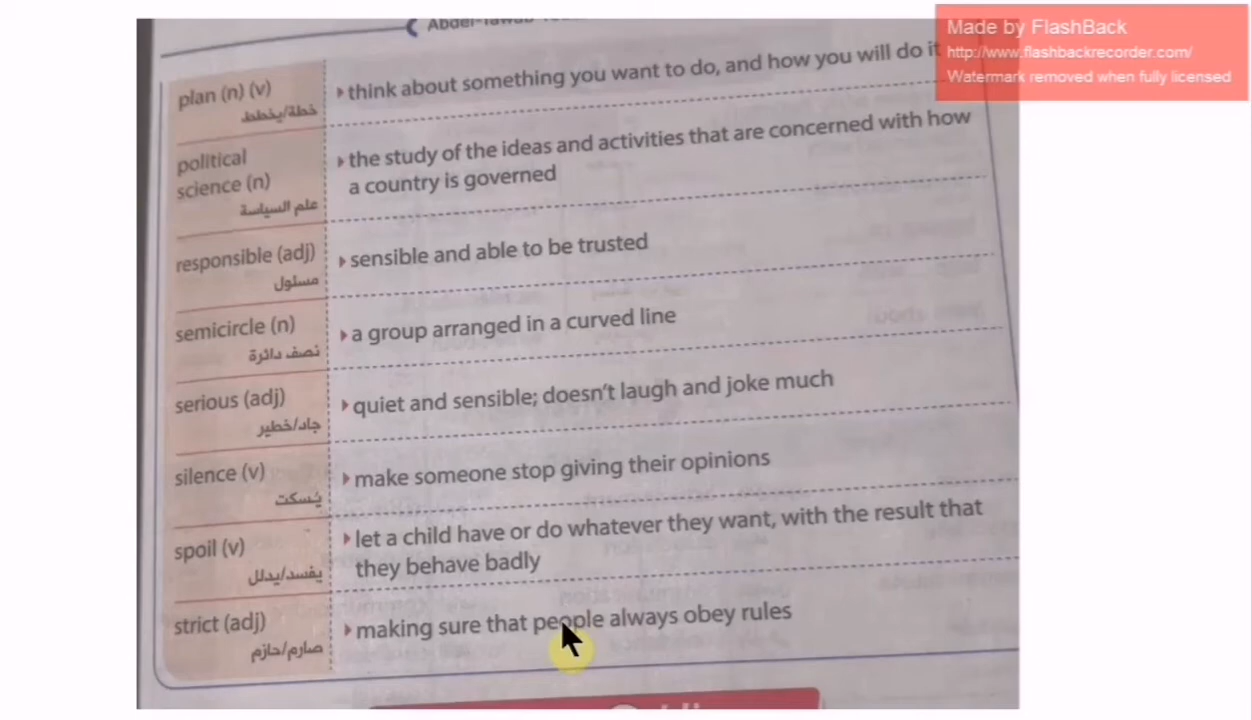 Made by FlashBack
http://www.flashbackrecorder.com/
Watermark removed when fully licensed
plan (n) (v)
خطة/يخطط
think about something you want to do, and how you will do it
political
science (n)
علم السياسة
the study of the ideas and activities that are concerned with how
a country is governed
responsible (adj)
مسئول
sensible and able to be trusted
semicircle (n)
نصف دائرة
a group arranged in a curved line
serious (adj)
جاد/خطير
quiet and sensible; doesn't laugh and joke much
silence (v)
يُسكت
make someone stop giving their opinions
spoil (v)
يفسد/يدلل
let a child have or do whatever they want, with the result that
they behave badly
strict (adj)
صارم/حازم
making sure that people always obey rules